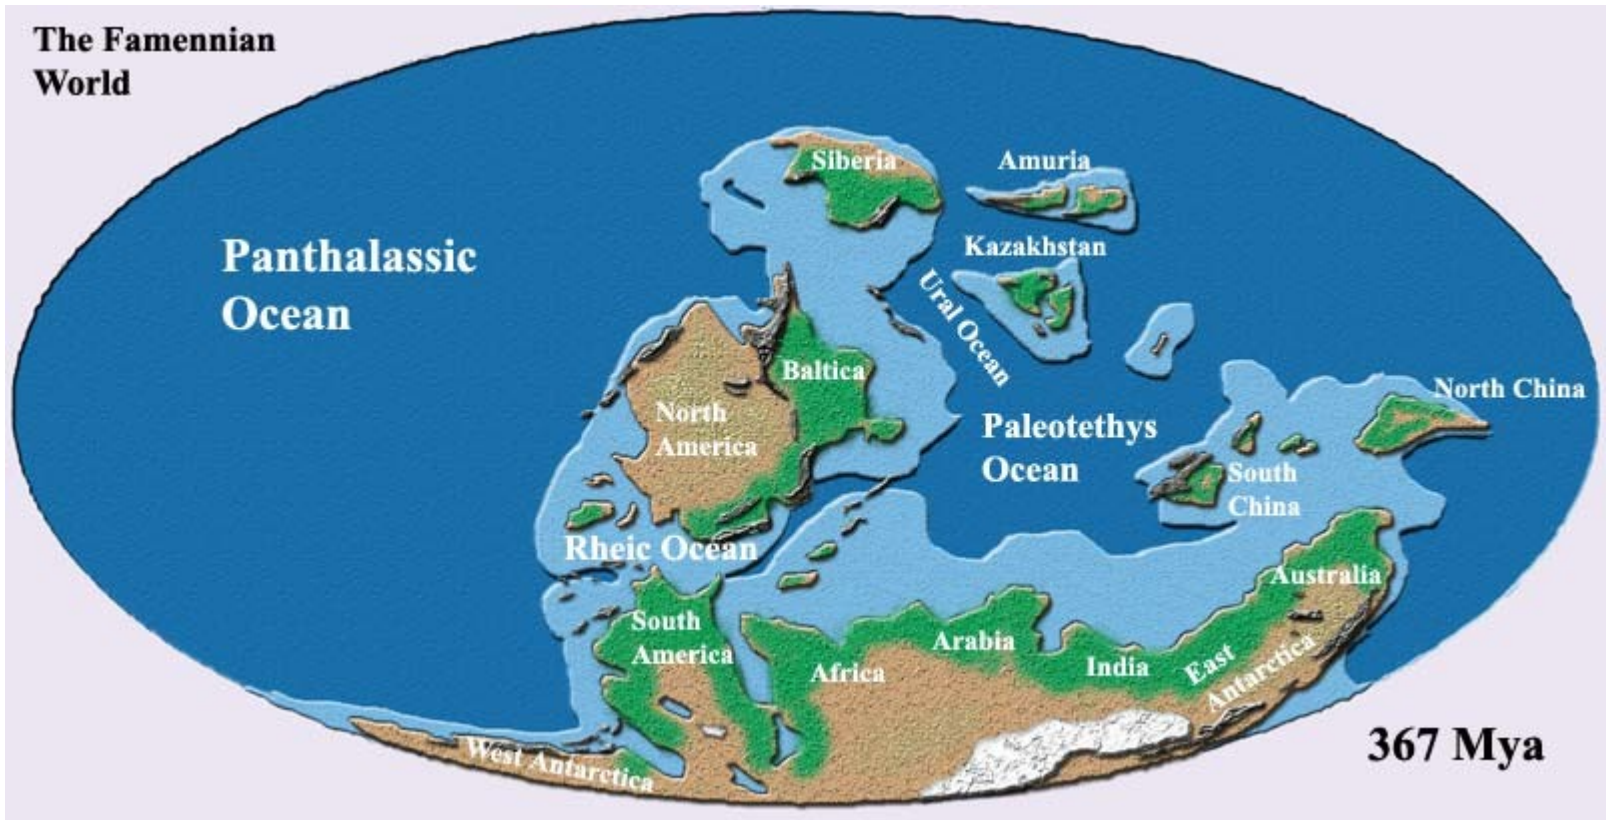 The Famennian
World
Siberia
Amuria
Panthalassic
Ocean
Kazakhstan
Ural Ocean
Baltica
North China
North
America
Paleotethys
Ocean
South
China
Rheic Ocean
Australia
South
America
Arabia
Africa
India
East
Antarctica
West Antarctica
367 Mya